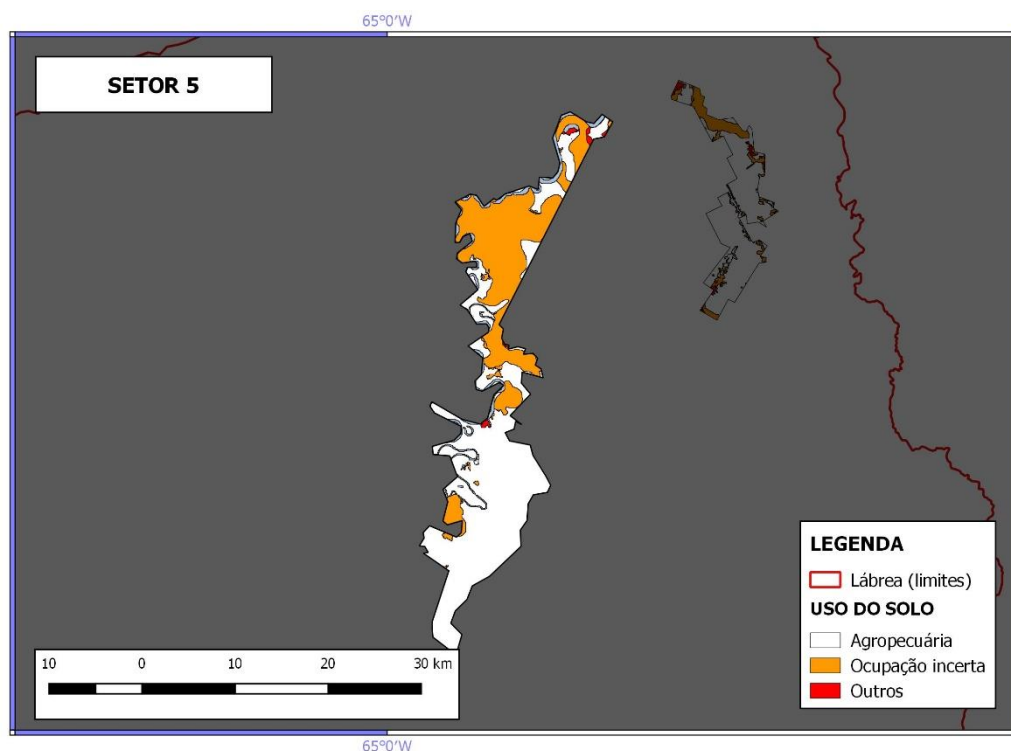 65°0'W
SETOR 5
LEGENDA
Lábrea (limites)
USO DO SOLO
Agropecuária
Ocupação incerta
Outros
10 0 10 20 30 km
65°0'W